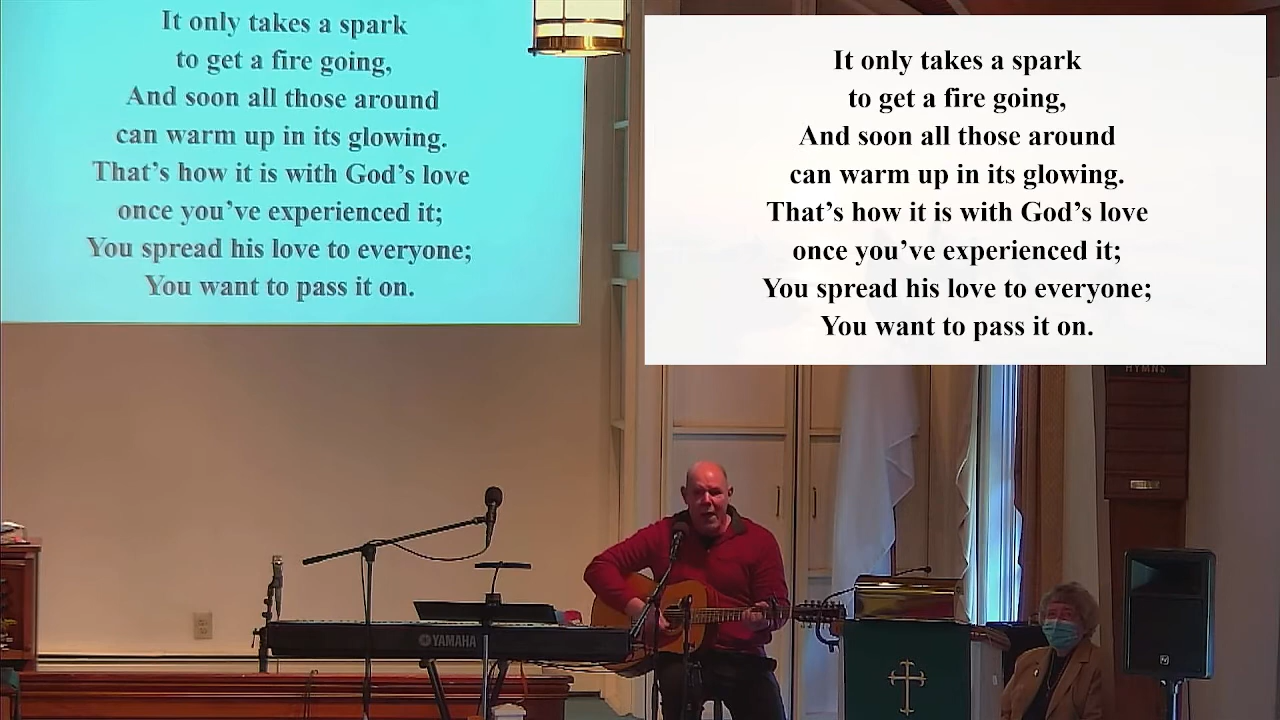 It only takes a spark
to get a fire going,
And soon all those around
can warm up in its glowing.
That's how it is with God's love
once you've experienced it;
You spread his love to everyone;
You want to pass it on.
It only takes a spark
to get a fire going,
And soon all those around
can warm up in its glowing.
That's how it is with God's love
once you've experienced it;
You spread his love to everyone;
You want to pass it on.
HYMNS
YAMAHA